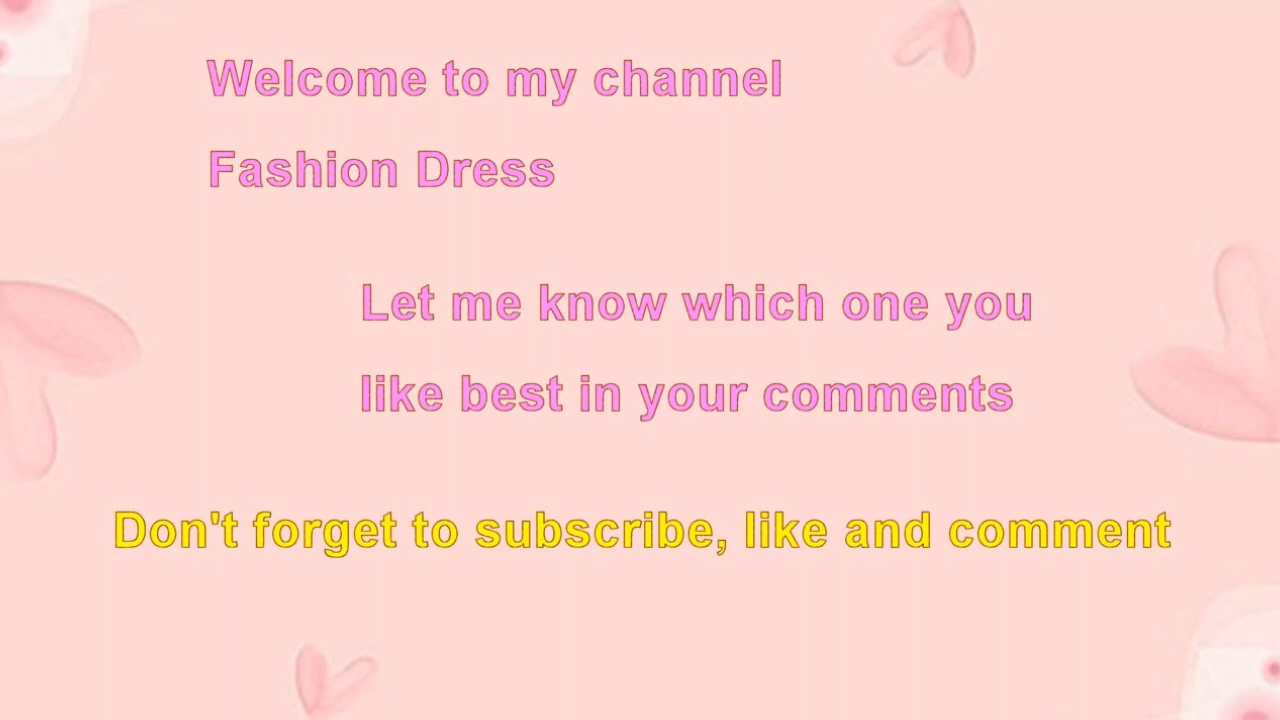 Welcome to my channel
Fashion Dress
Let me know which one you
like best in your comments
Don't forget to subscribe, like and comment